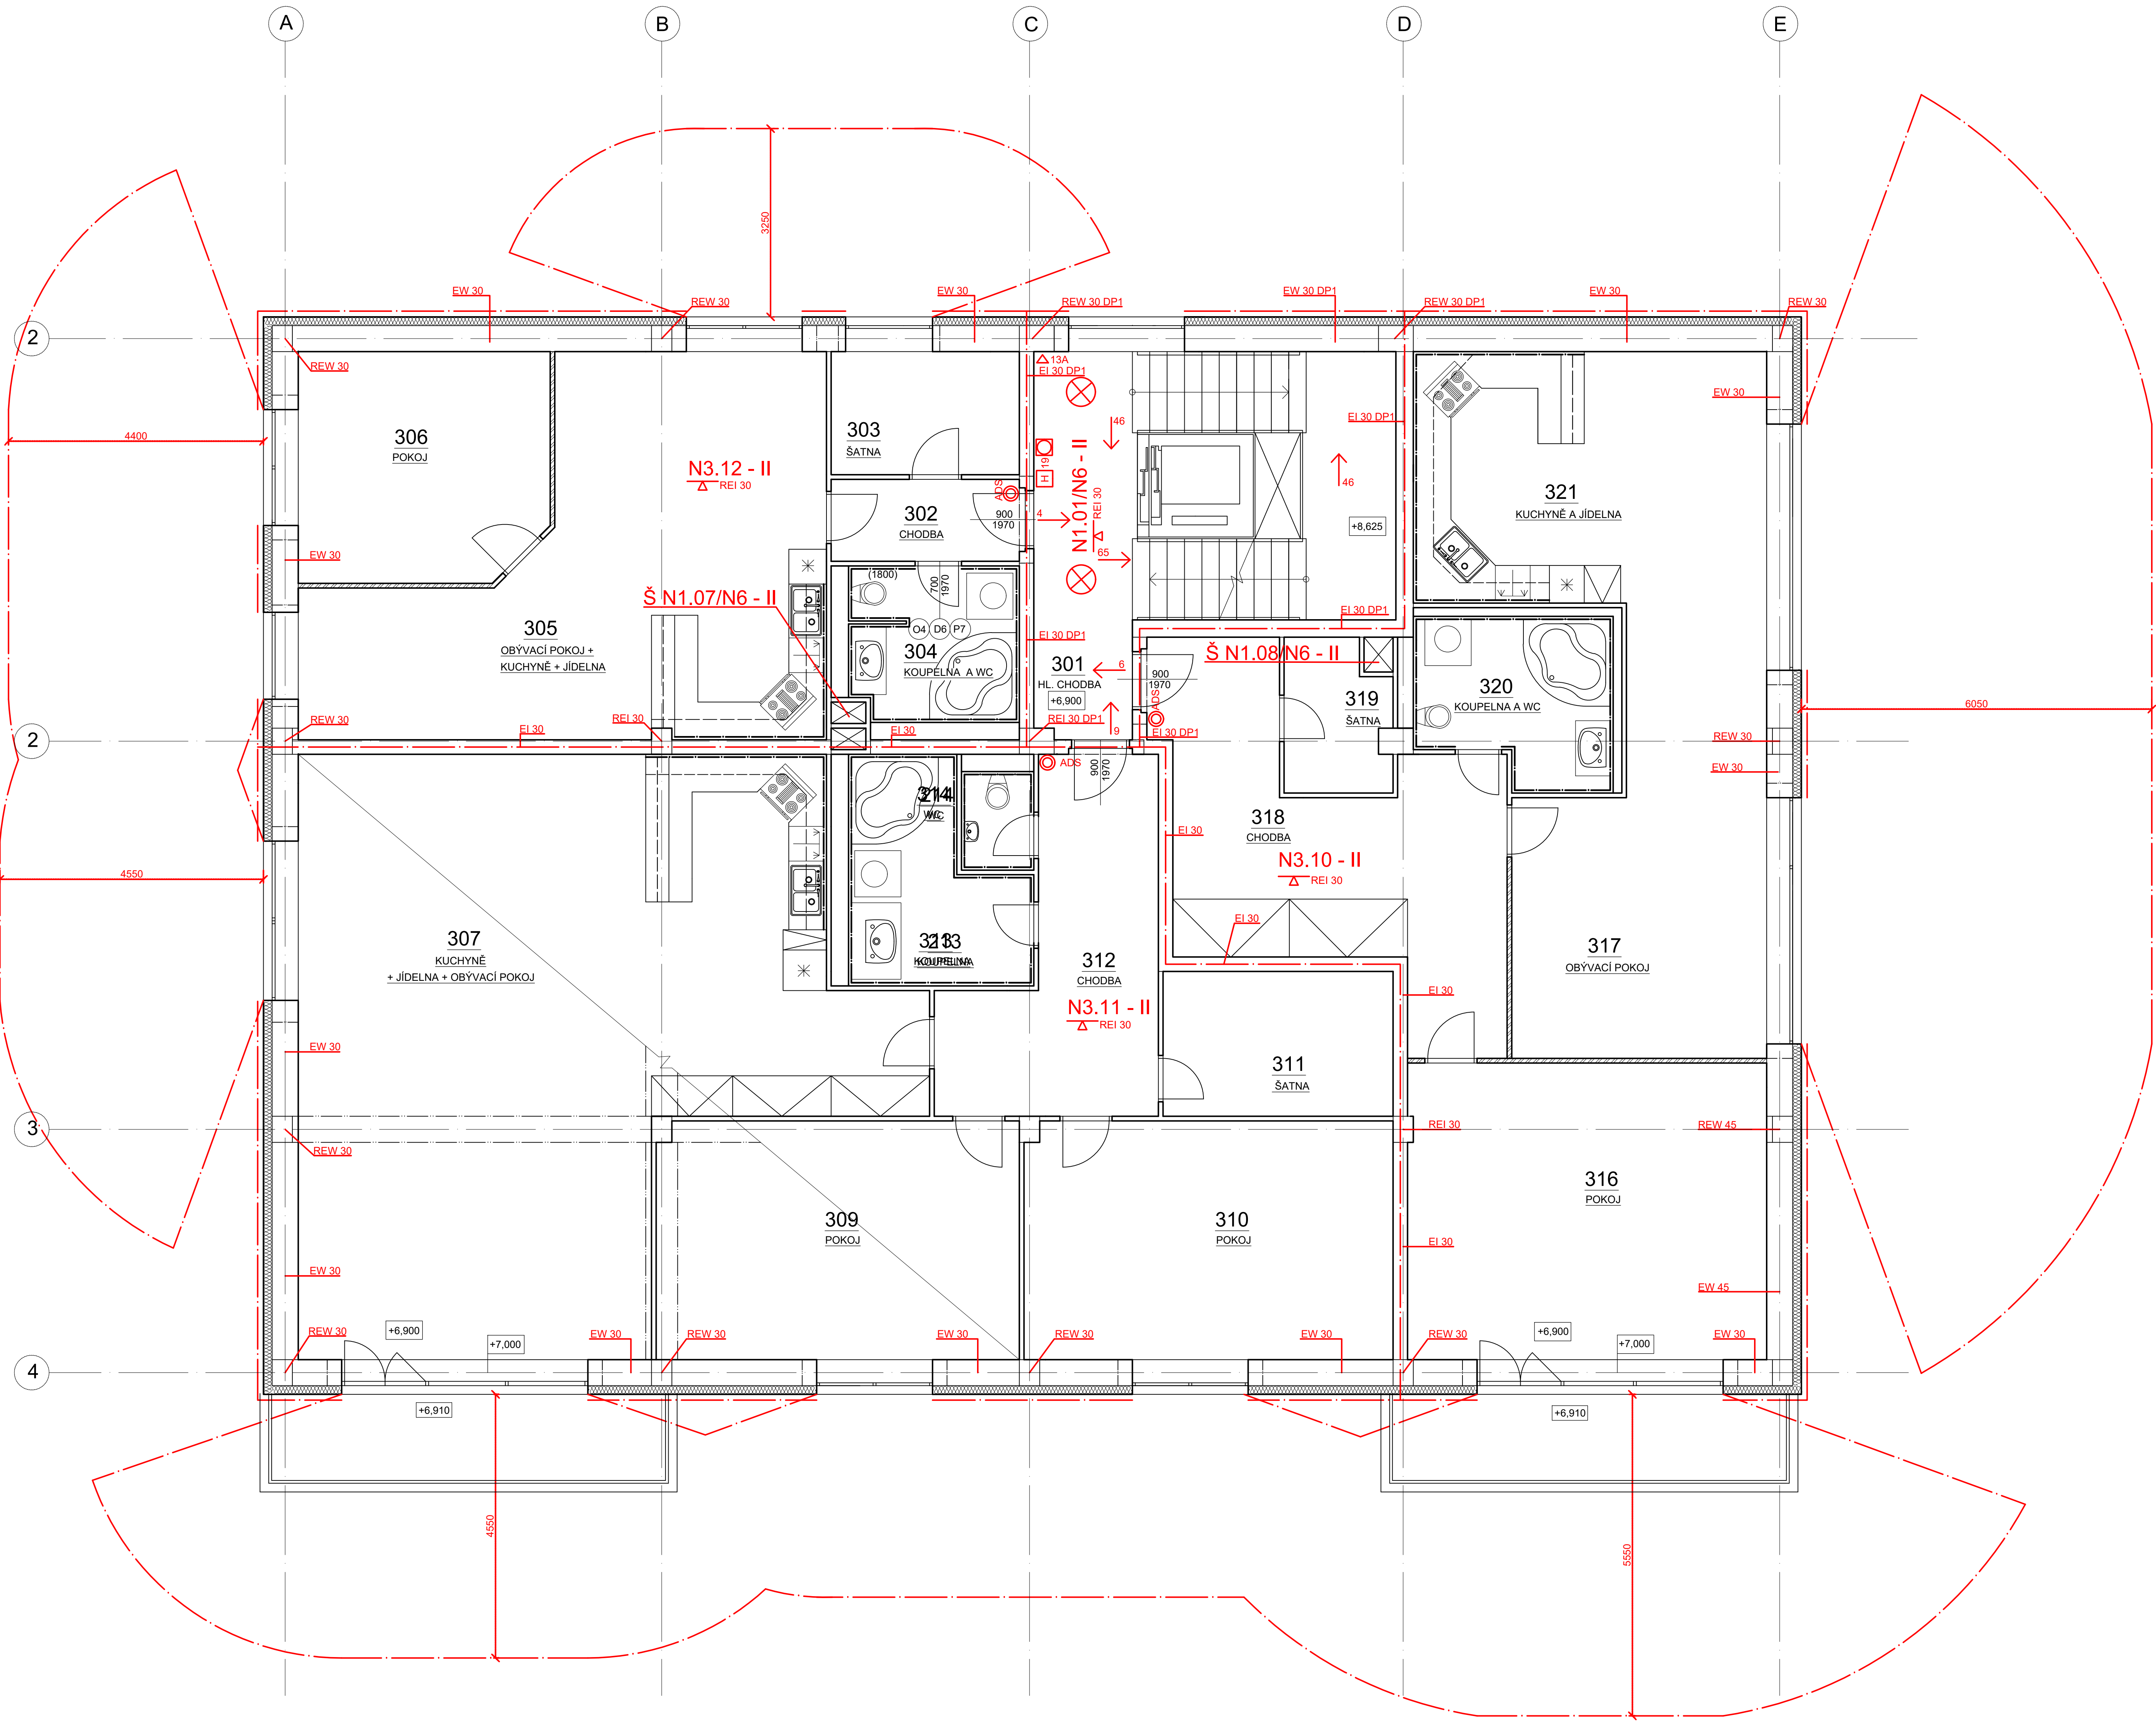 A
B
C
D
E
3250
EW 30
REW 30
EW 30
REW 30 DP1
EW 30 DP1
REW 30 DP1
EW 30
REW 30
2
REW 30
13A
EI 30 DP1
EW 30
4400
306
POKOJ
303
ŠATNA
46
EI 30 DP1
N3.12 - II
REI 30
19
H
N1.01/N6 - II
REI 30
46
321
KUCHYNĚ A JÍDELNA
ADS
302
CHODBA
900
1970
4
65
+8,625
EW 30
Š N1.07/N6 - II
(1800)
700
1970
305
OBÝVACÍ POKOJ +
KUCHYNĚ + JÍDELNA
O4
D6
P7
304
KOUPELNA A WC
EI 30 DP1
EI 30 DP1
301
HL. CHODBA
+6,900
6
900
1970
Š N1.08/N6 - II
319
ŠATNA
320
KOUPELNA A WC
6050
REW 30
EI 30
REI 30
EI 30
REI 30 DP1
9
ADS
EI 30 DP1
REW 30
2
ADS
900
1970
EW 30
314
WC
214
WC
318
CHODBA
EI 30
4550
N3.10 - II
REI 30
EI 30
307
KUCHYNĚ
+ JÍDELNA + OBÝVACÍ POKOJ
313
KOUPELNA
213
KOUPELNA
312
CHODBA
317
OBÝVACÍ POKOJ
N3.11 - II
REI 30
EI 30
EW 30
311
ŠATNA
3
REW 30
REI 30
REW 45
309
POKOJ
310
POKOJ
316
POKOJ
EI 30
EW 30
EW 45
REW 30
+6,900
+7,000
EW 30
REW 30
EW 30
REW 30
EW 30
REW 30
+6,900
+7,000
EW 30
4
+6,910
+6,910
4550
5550